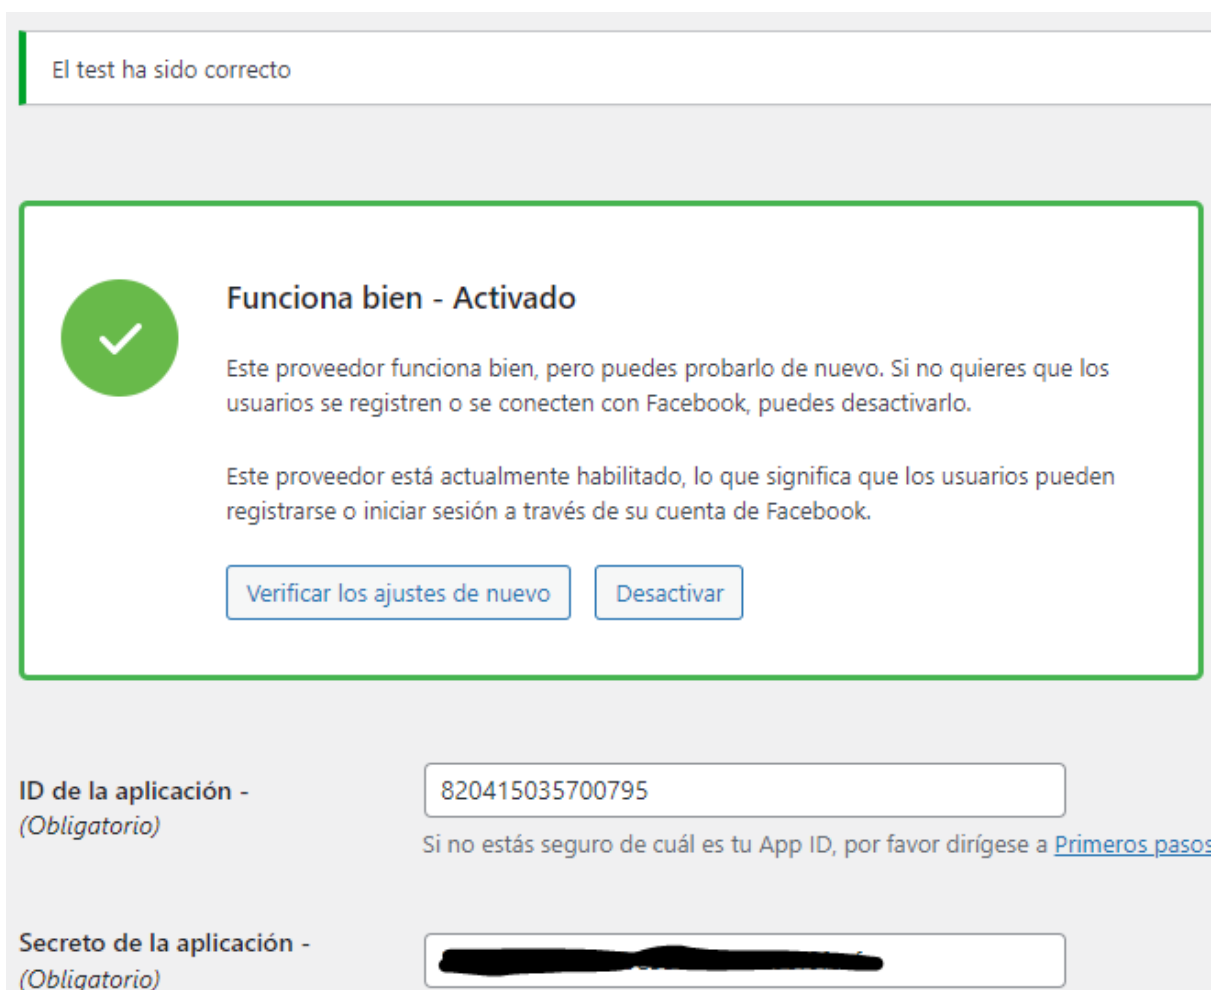 El test ha sido correcto
Funciona bien - Activado
Este proveedor funciona bien, pero puedes probarlo de nuevo. Si no quieres que los
usuarios se registren o se conecten con Facebook, puedes desactivarlo.
Este proveedor está actualmente habilitado, lo que significa que los usuarios pueden
registrarse o iniciar sesión a través de su cuenta de Facebook.
Verificar los ajustes de nuevo
Desactivar
ID de la aplicación -
(Obligatorio)
820415035700795
Si no estás seguro de cuál es tu App ID, por favor dirígese a Primeros pasos
Secreto de la aplicación -
(Obligatorio)